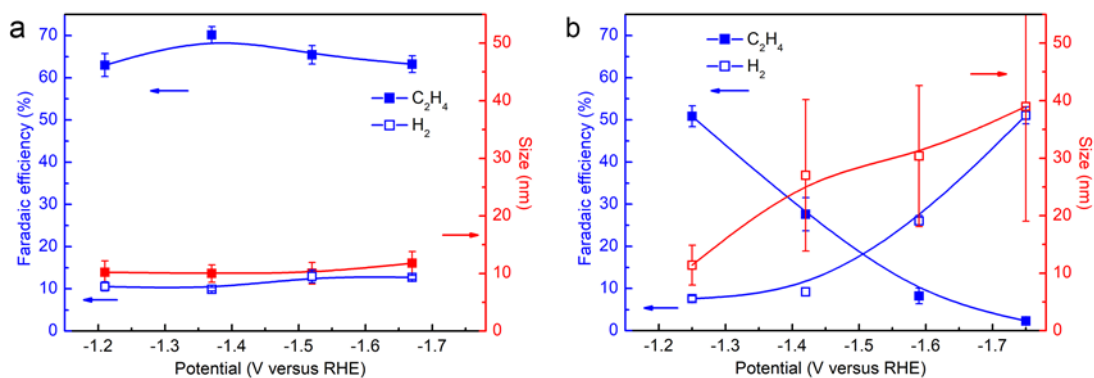 a
Faradaic efficiency (%)
70
60
50
40
30
20
10
0
C₂H₄
H₂
50
40
30
20
10
0
Size (nm)
-1.2 -1.3 -1.4 -1.5 -1.6 -1.7
Potential (V versus RHE)
b
Faradaic efficiency (%)
70
60
50
40
30
20
10
0
C₂H₄
H₂
50
40
30
20
10
0
Size (nm)
-1.2 -1.3 -1.4 -1.5 -1.6 -1.7
Potential (V versus RHE)